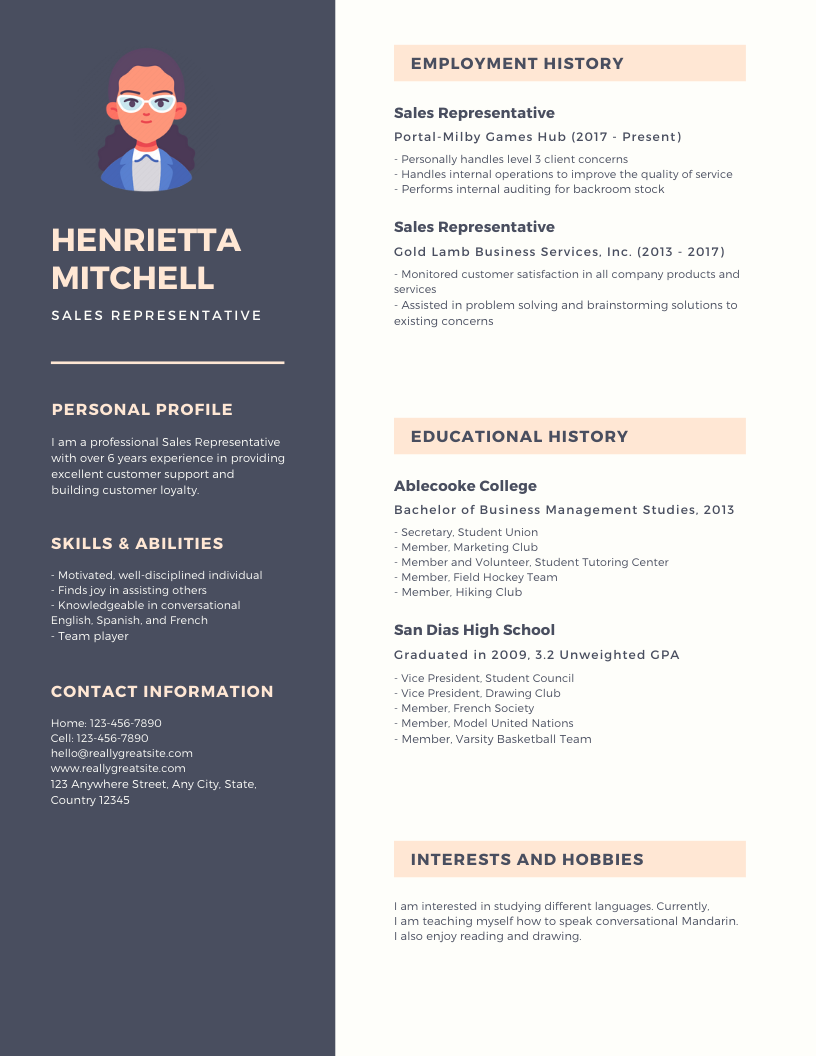 HENRIETTA
MITCHELL
SALES REPRESENTATIVE
PERSONAL PROFILE
I am a professional Sales Representative
with over 6 years experience in providing
excellent customer support and
building customer loyalty.
SKILLS & ABILITIES
- Motivated, well-disciplined individual
- Finds joy in assisting others
- Knowledgeable in conversational
English, Spanish, and French
- Team player
CONTACT INFORMATION
Home: 123-456-7890
Cell: 123-456-7890
hello@reallygreatsite.com
www.reallygreatsite.com
123 Anywhere Street, Any City, State,
Country 12345
EMPLOYMENT HISTORY
Sales Representative
Portal-Milby Games Hub (2017 - Present)
- Personally handles level 3 client concerns
- Handles internal operations to improve the quality of service
- Performs internal auditing for backroom stock
Sales Representative
Gold Lamb Business Services, Inc. (2013 - 2017)
- Monitored customer satisfaction in all company products and
services
- Assisted in problem solving and brainstorming solutions to
existing concerns
EDUCATIONAL HISTORY
Ablecooke College
Bachelor of Business Management Studies, 2013
- Secretary, Student Union
- Member, Marketing Club
- Member and Volunteer, Student Tutoring Center
- Member, Field Hockey Team
- Member, Hiking Club
San Dias High School
Graduated in 2009, 3.2 Unweighted GPA
- Vice President, Student Council
- Vice President, Drawing Club
- Member, French Society
- Member, Model United Nations
- Member, Varsity Basketball Team
INTERESTS AND HOBBIES
I am interested in studying different languages. Currently,
I am teaching myself how to speak conversational Mandarin.
I also enjoy reading and drawing.